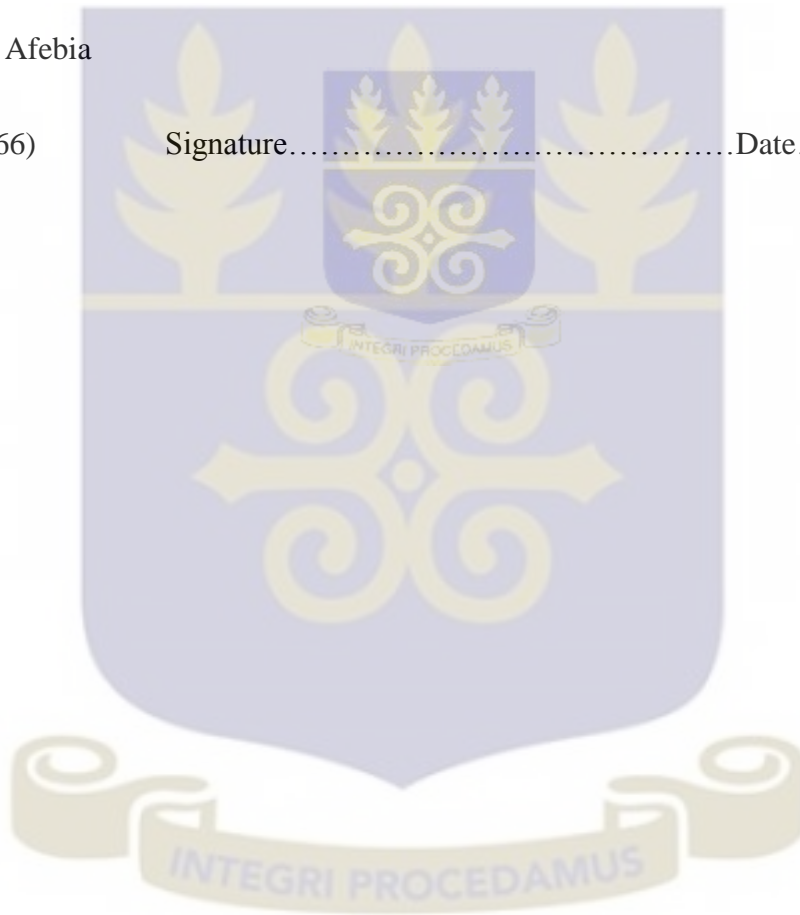 Afebia
66) Signature…………………………………Date.
INTEGRI PROCEDAMUS
INTEGRI PROCEDAMUS